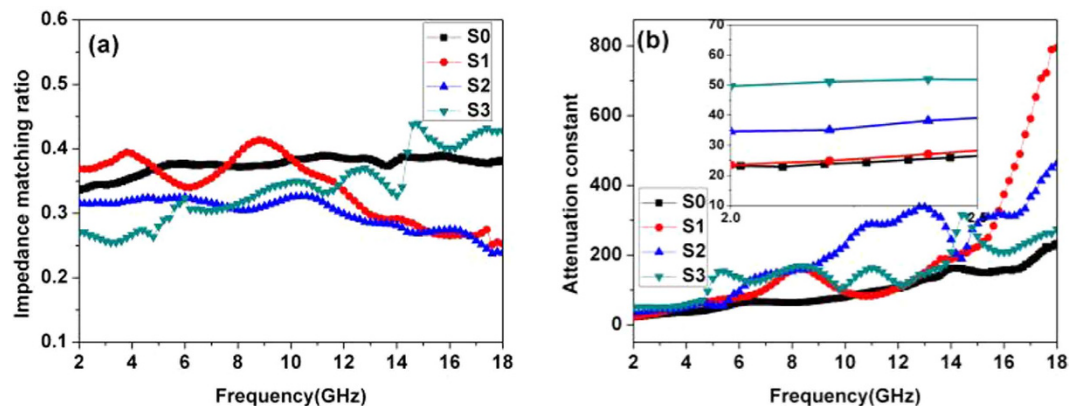 (a)
S0
S1
S2
S3
Impedance matching ratio
0.6
0.5
0.4
0.3
0.2
0.1
2 4 6 8 10 12 14 16 18
Frequency(GHz)
(b)
S0
S1
S2
S3
Attenuation constant
800
600
400
200
0
2 4 6 8 10 12 14 16 18
Frequency(GHz)
70
60
50
40
30
20
10
2.0